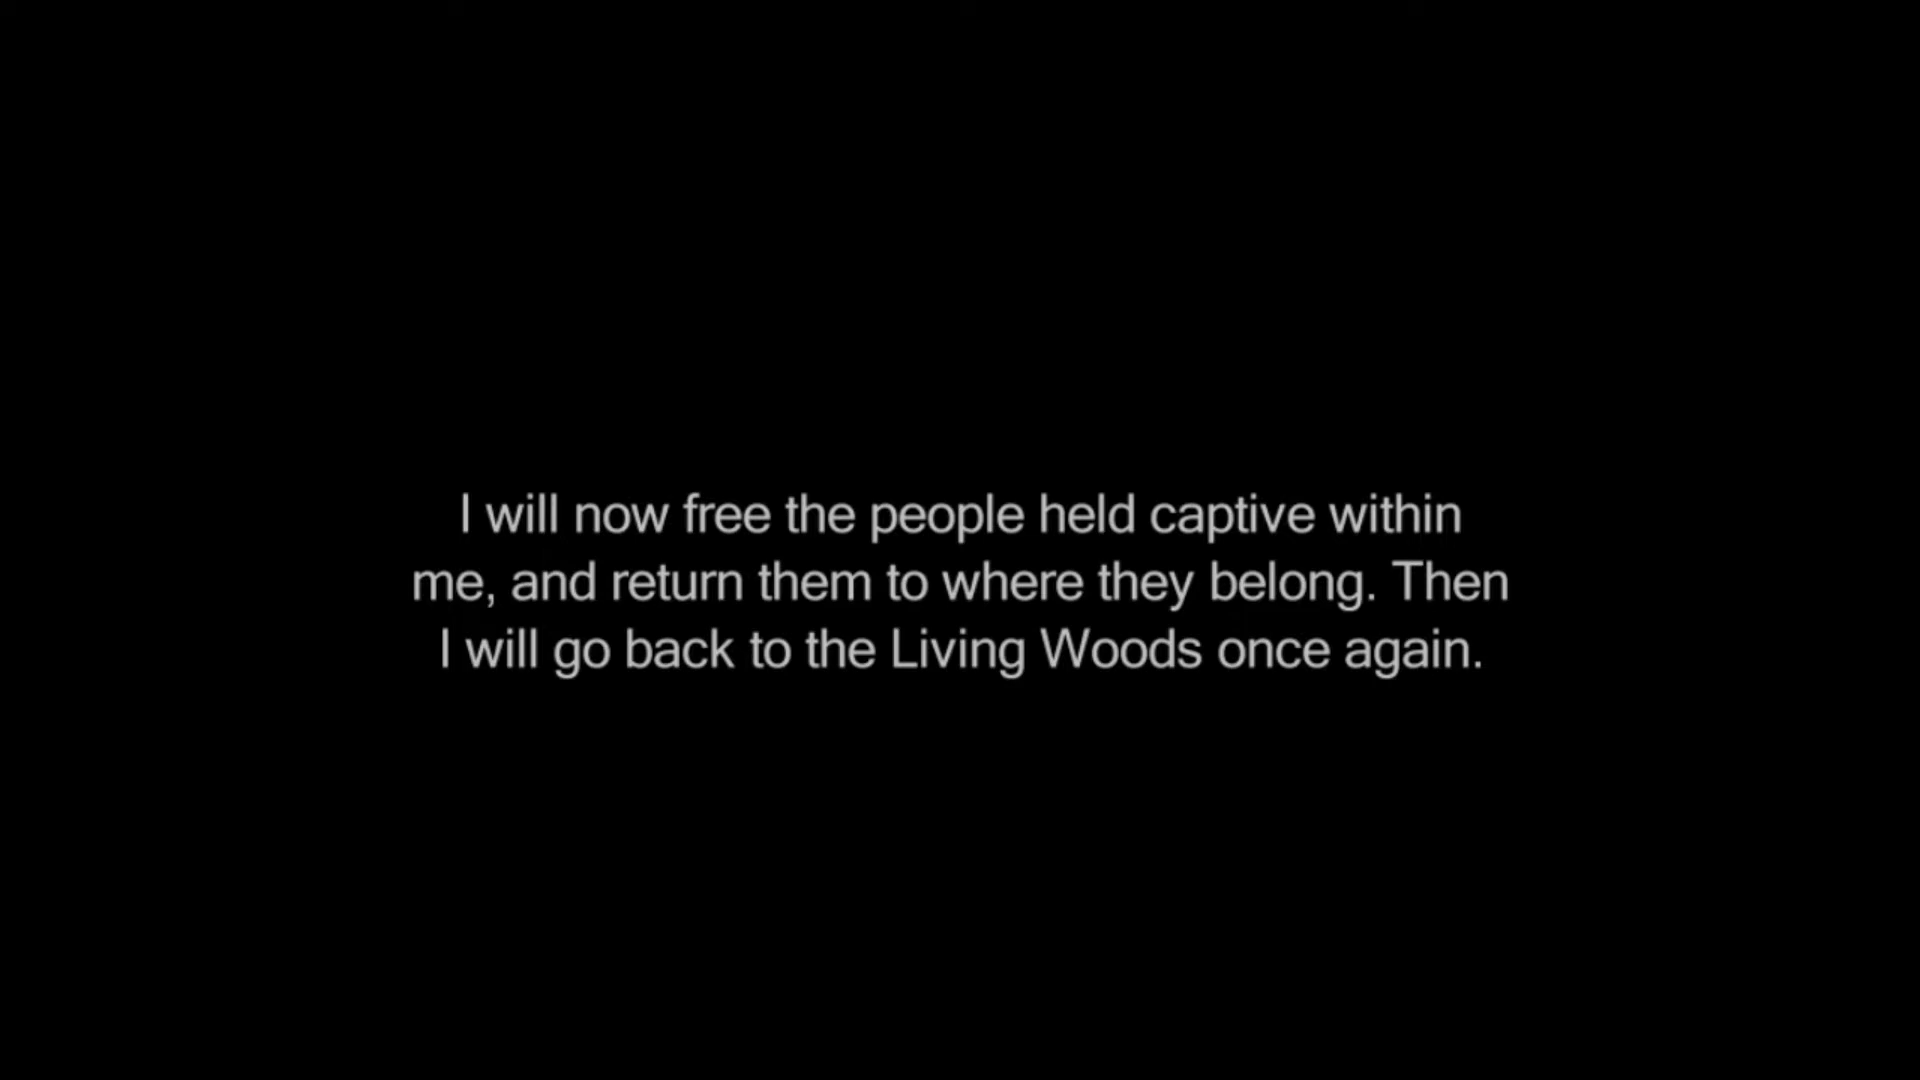 I will now free the people held captive within
me, and return them to where they belong. Then
I will go back to the Living Woods once again.